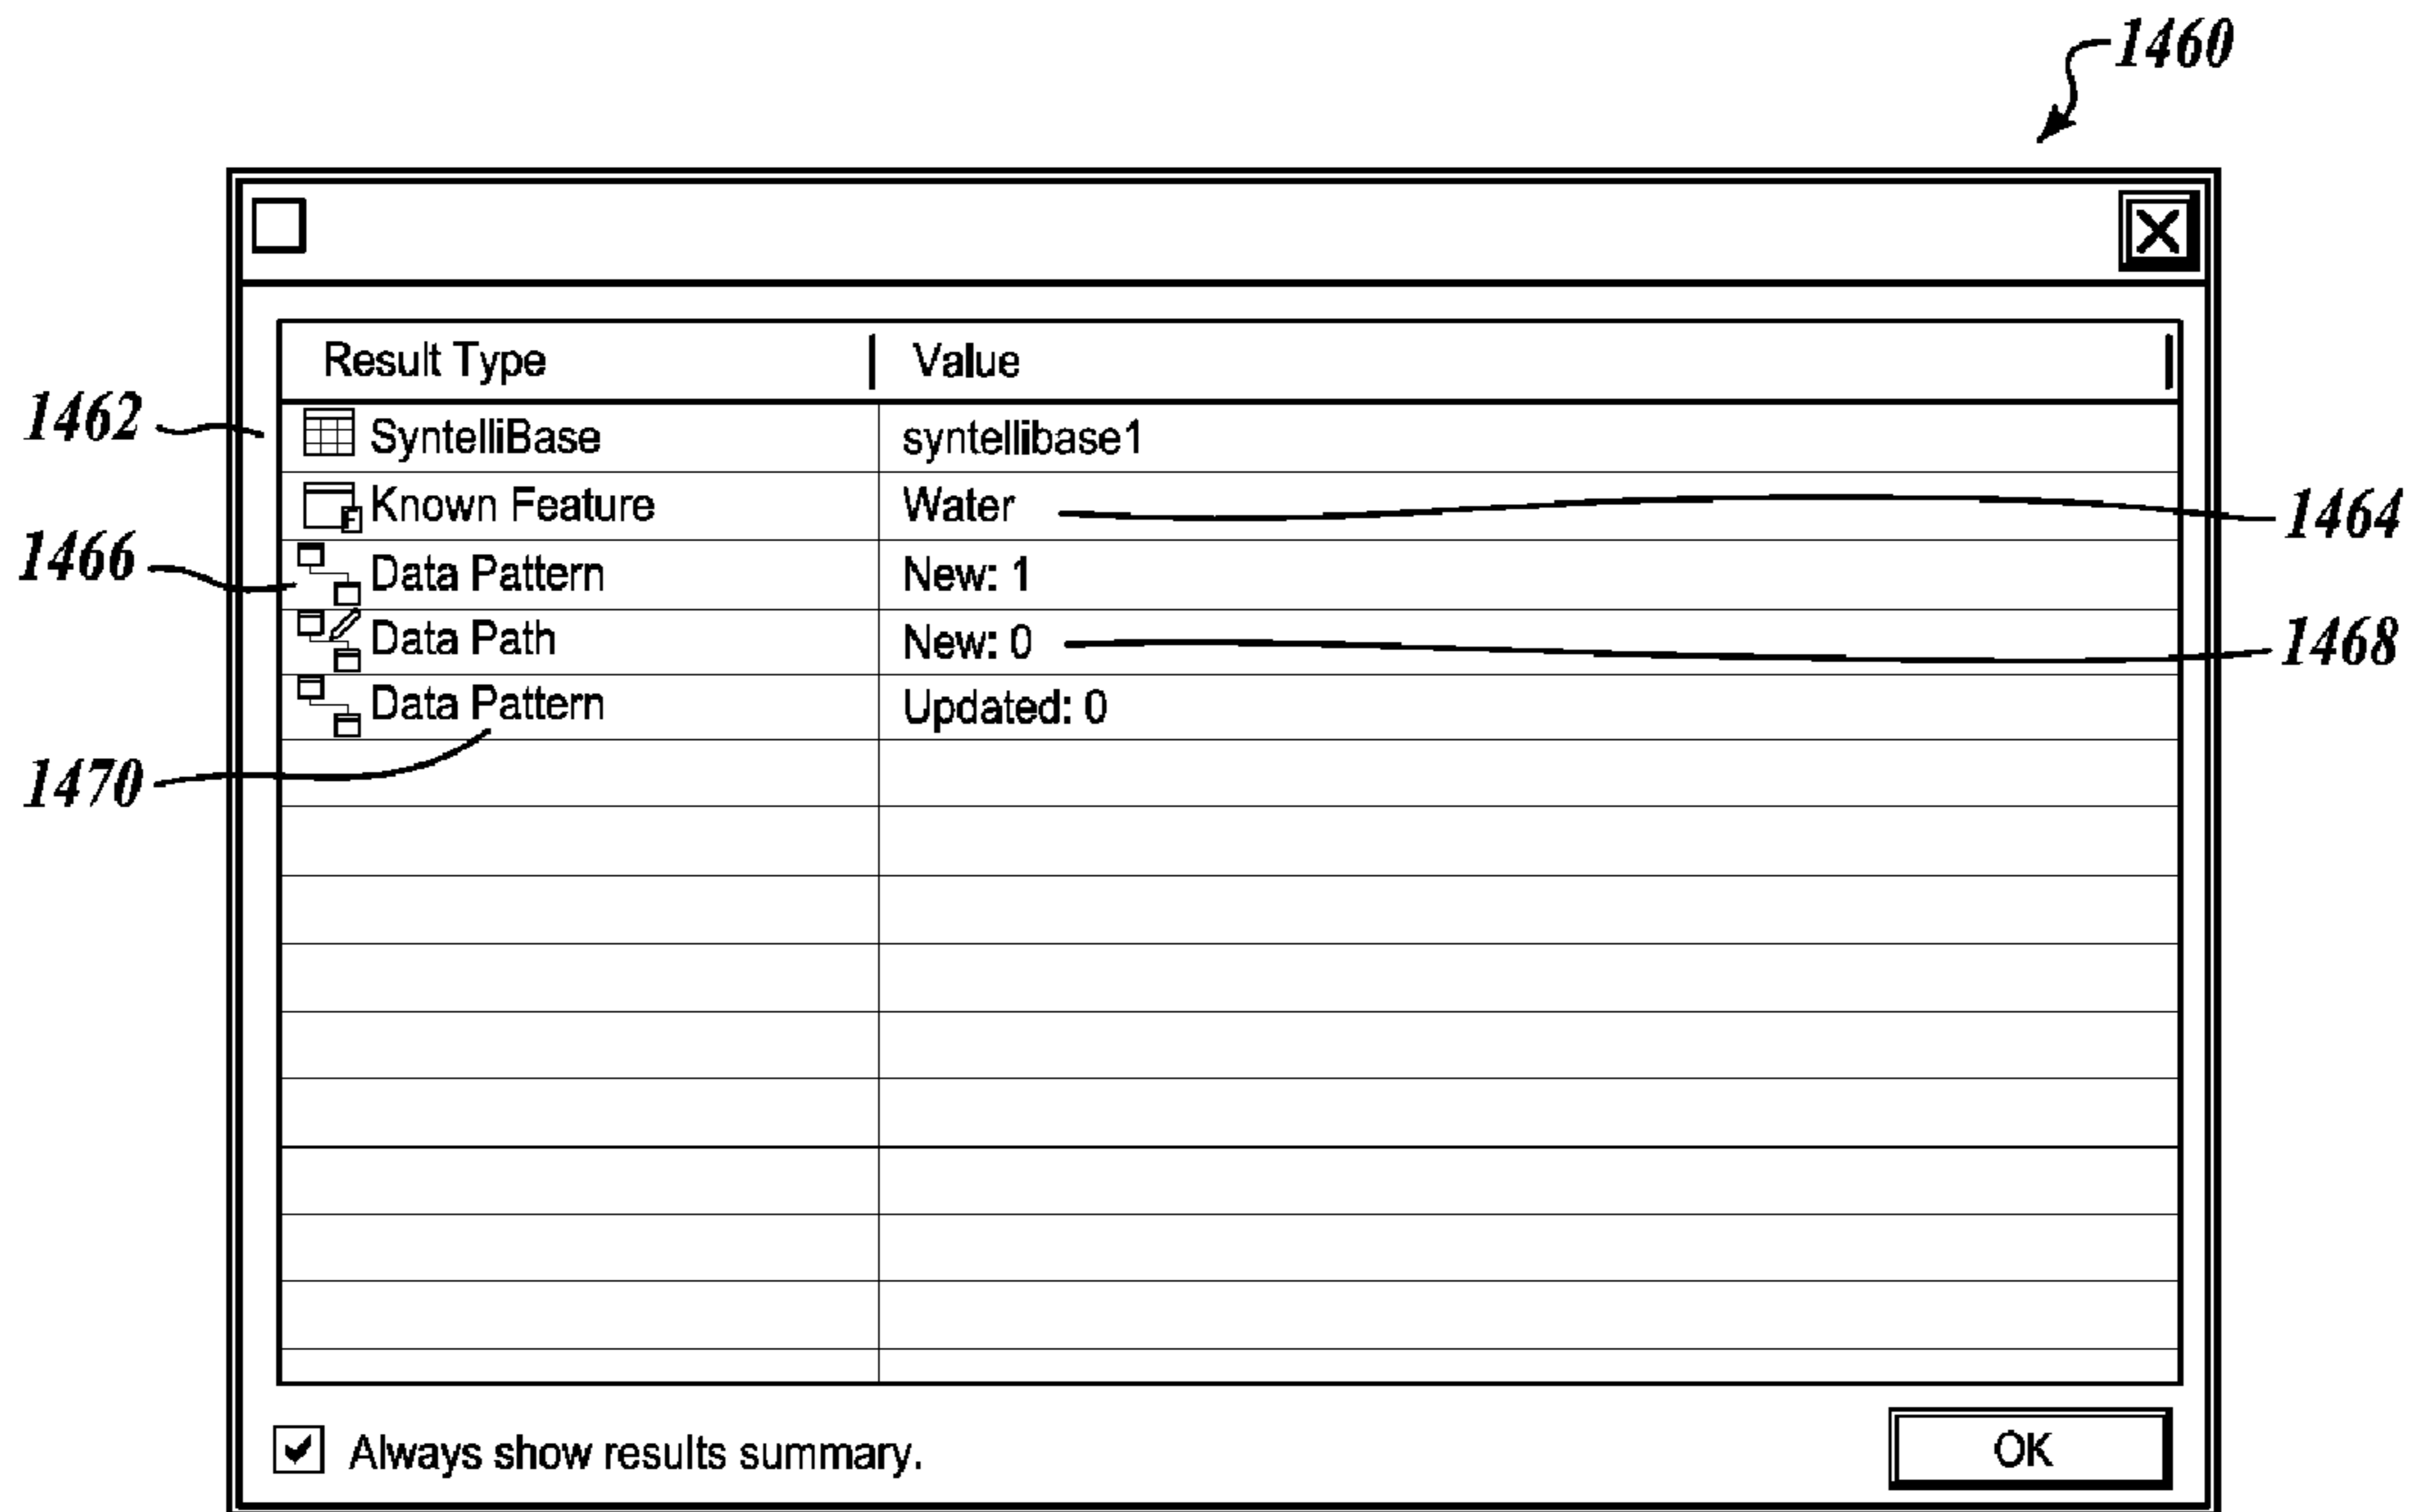 1460
Result Type Value
1462 SyntelliBase syntellibase1
Known Feature Water 1464
1466 Data Pattern New: 1
Data Path New: 0 1468
Data Pattern Updated: 0
1470
Always show results summary. OK